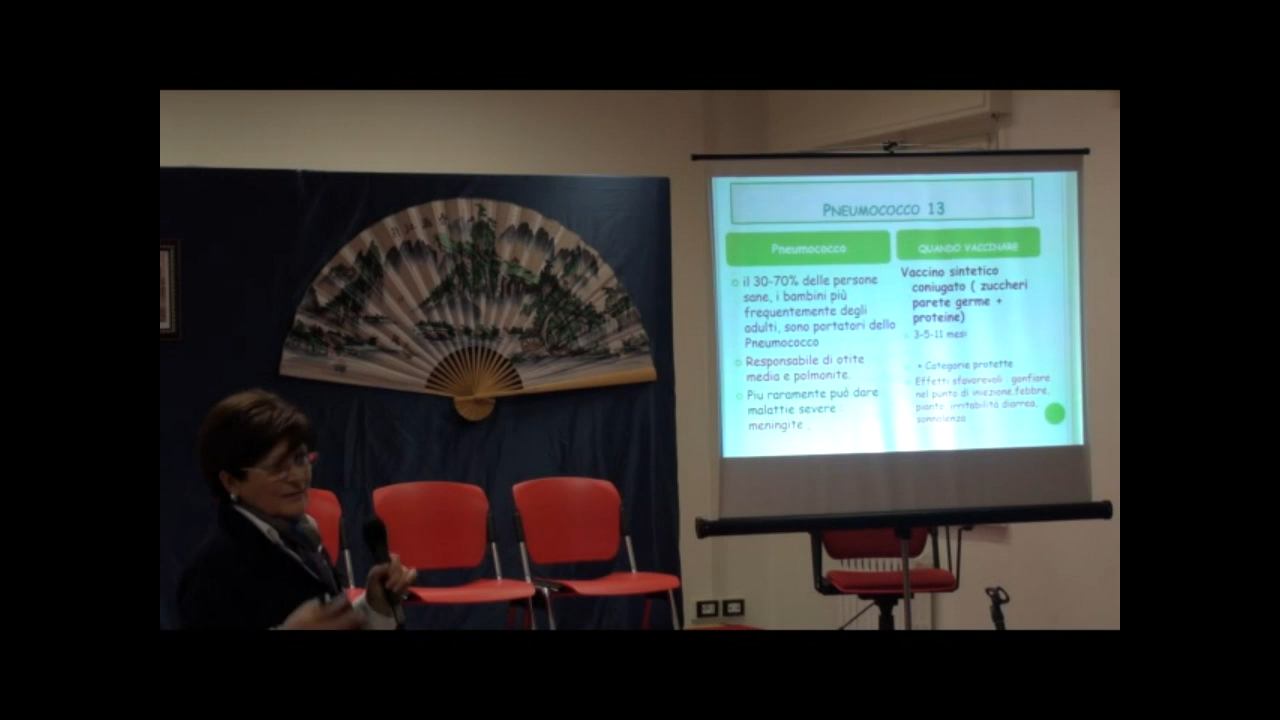 PNEUMOCOCCO 13
Pneumococco
il 30-70% delle persone
sane, i bambini più
frequentemente degli
adulti, sono portatori dello
Pneumococco
Responsabile di otite
media e polmonite.
Piu raramente può dare
malattie severe
meningite .
QUANDO VACCINARE
Vaccino sintetico
coniugato ( zuccheri
parete germe +
proteine)
3-5-11 mesi
+ Categorie protette
Effetti sfavorevoli : gonfiare
nel punto di iniezione,febbre,
pianto, irritabilità diarrea,
sonnolenza